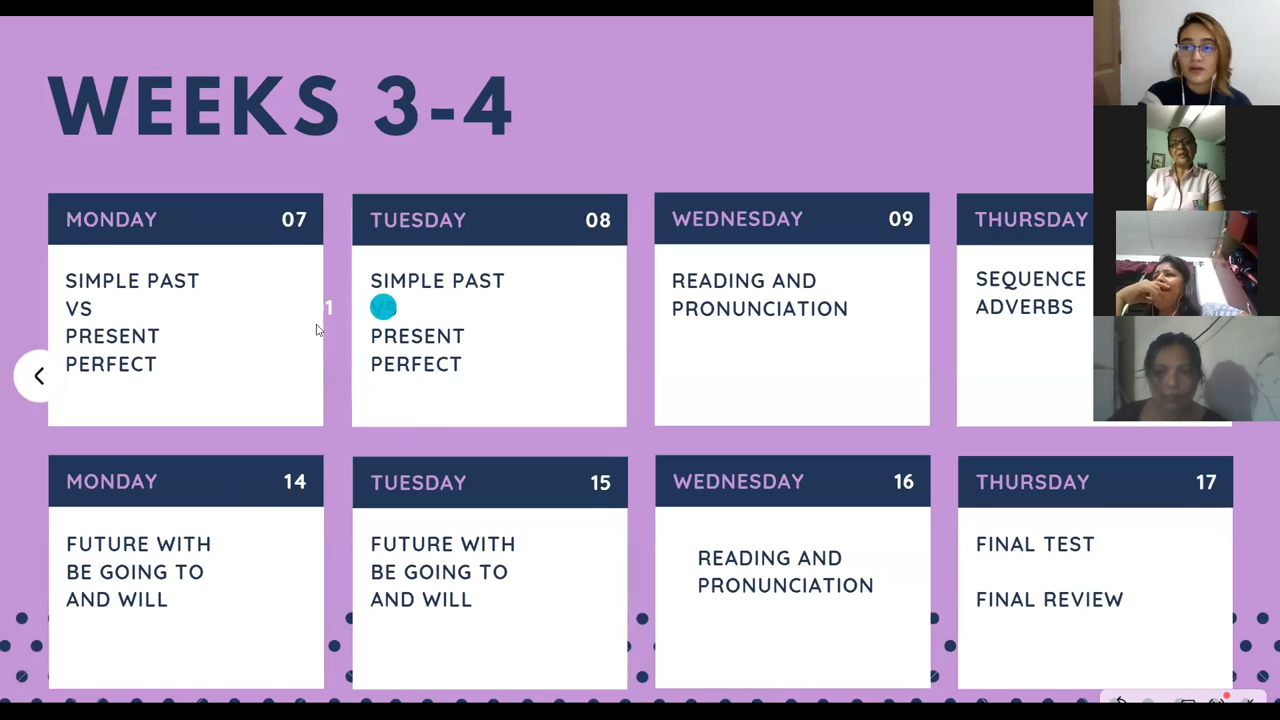 WEEKS 3-4
MONDAY 07
SIMPLE PAST
VS
PRESENT
PERFECT
1
TUESDAY 08
SIMPLE PAST
VS
PRESENT
PERFECT
WEDNESDAY 09
READING AND
PRONUNCIATION
THURSDAY
SEQUENCE
ADVERBS
MONDAY 14
FUTURE WITH
BE GOING TO
AND WILL
TUESDAY 15
FUTURE WITH
BE GOING TO
AND WILL
WEDNESDAY 16
READING AND
PRONUNCIATION
THURSDAY 17
FINAL TEST
FINAL REVIEW